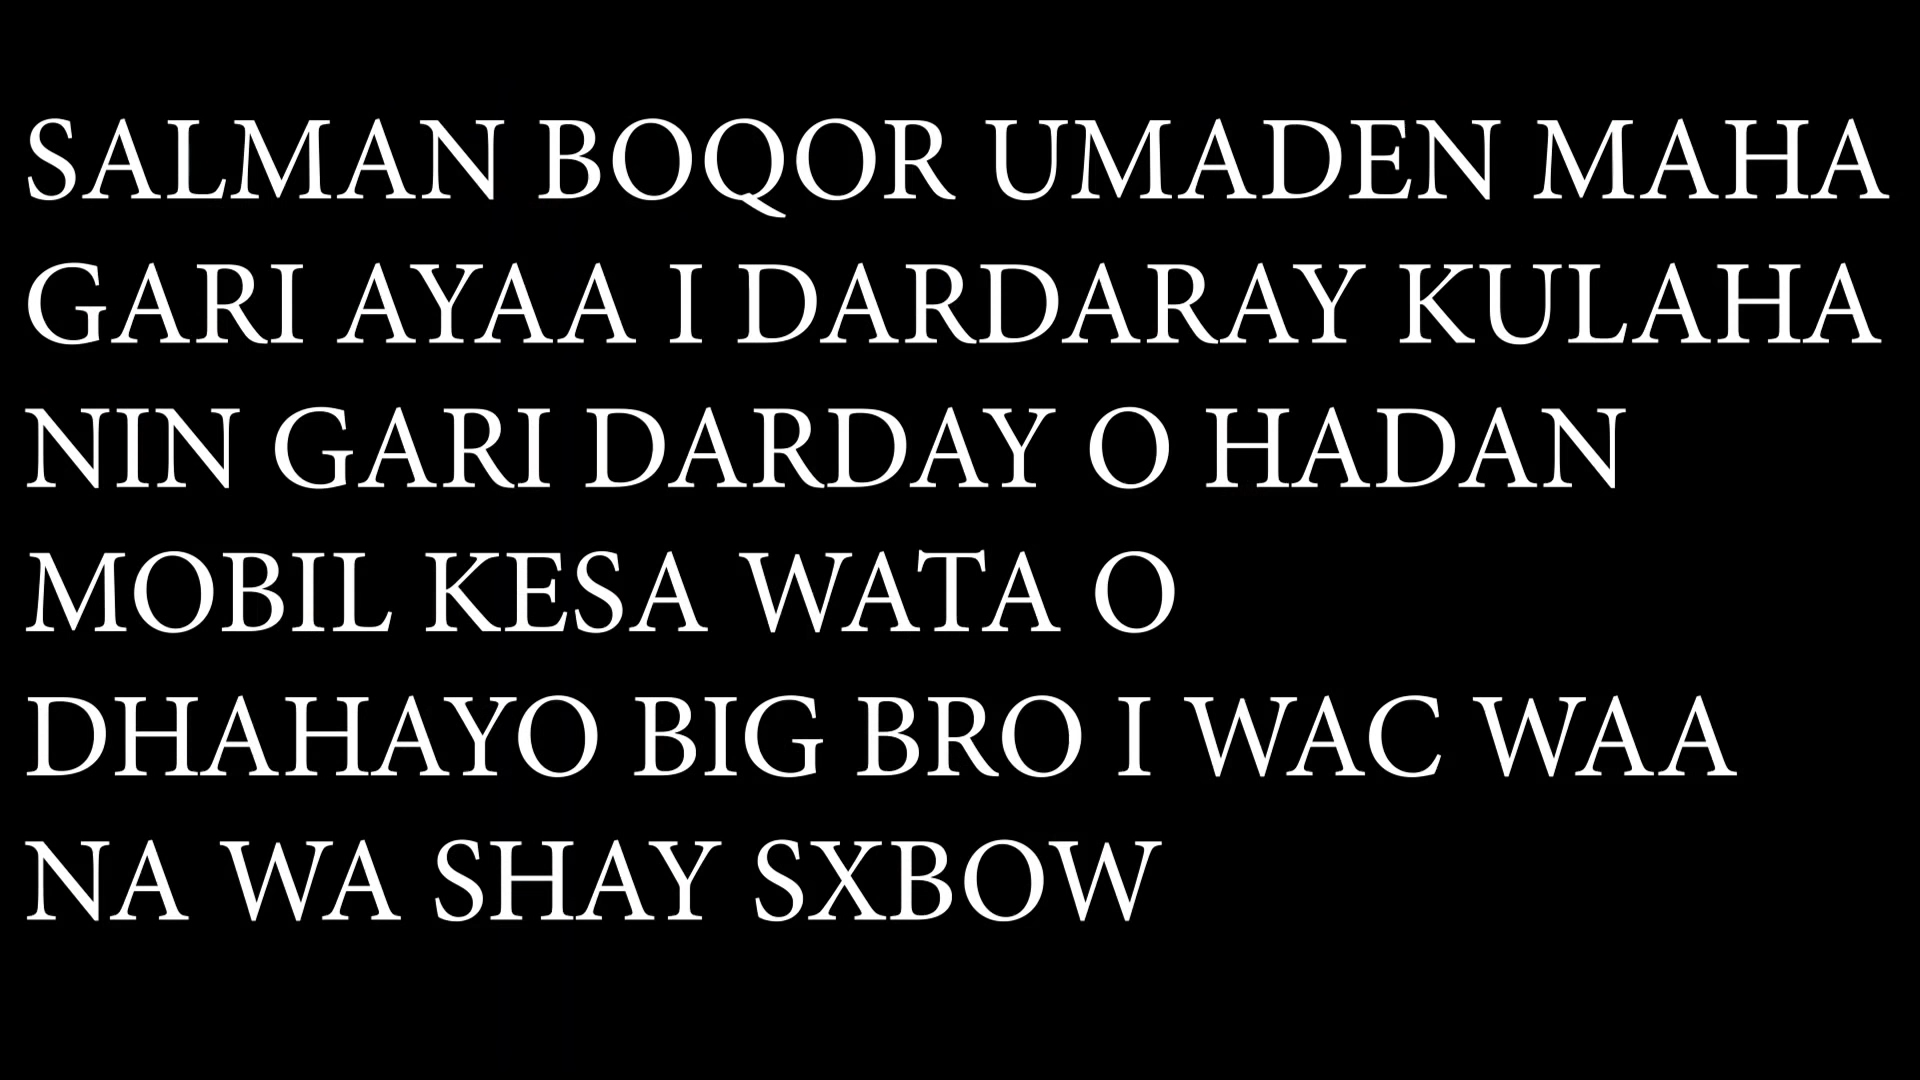 SALMAN BOQOR UMADEN MAHA
GARI AYAA I DARDARAY KULAHA
NIN GARI DARDAY O HADAN
MOBIL KESA WATA O
DHAHAYO BIG BRO I WAC WAA
NA WA SHAY SXBOW